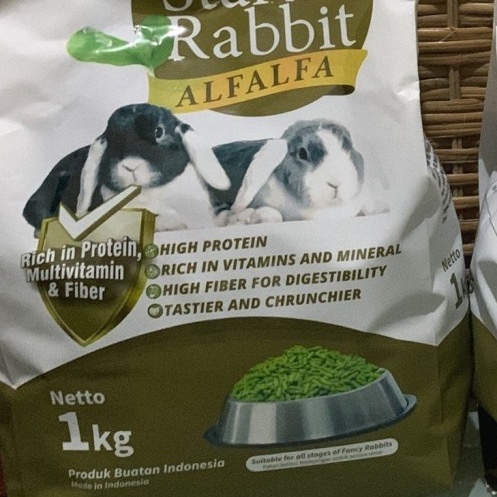 Rabbit
ALFALFA
Rich in Protein,
Multivitamin
& Fiber
HIGH PROTEIN
RICH IN VITAMINS AND MINERAL
HIGH FIBER FOR DIGESTIBILITY
TASTIER AND CHRUNCHIER
Netto
1kg
Produk Buatan Indonesia
Made in Indonesia
Suitable for all stages of Fancy Rabbits
Netto